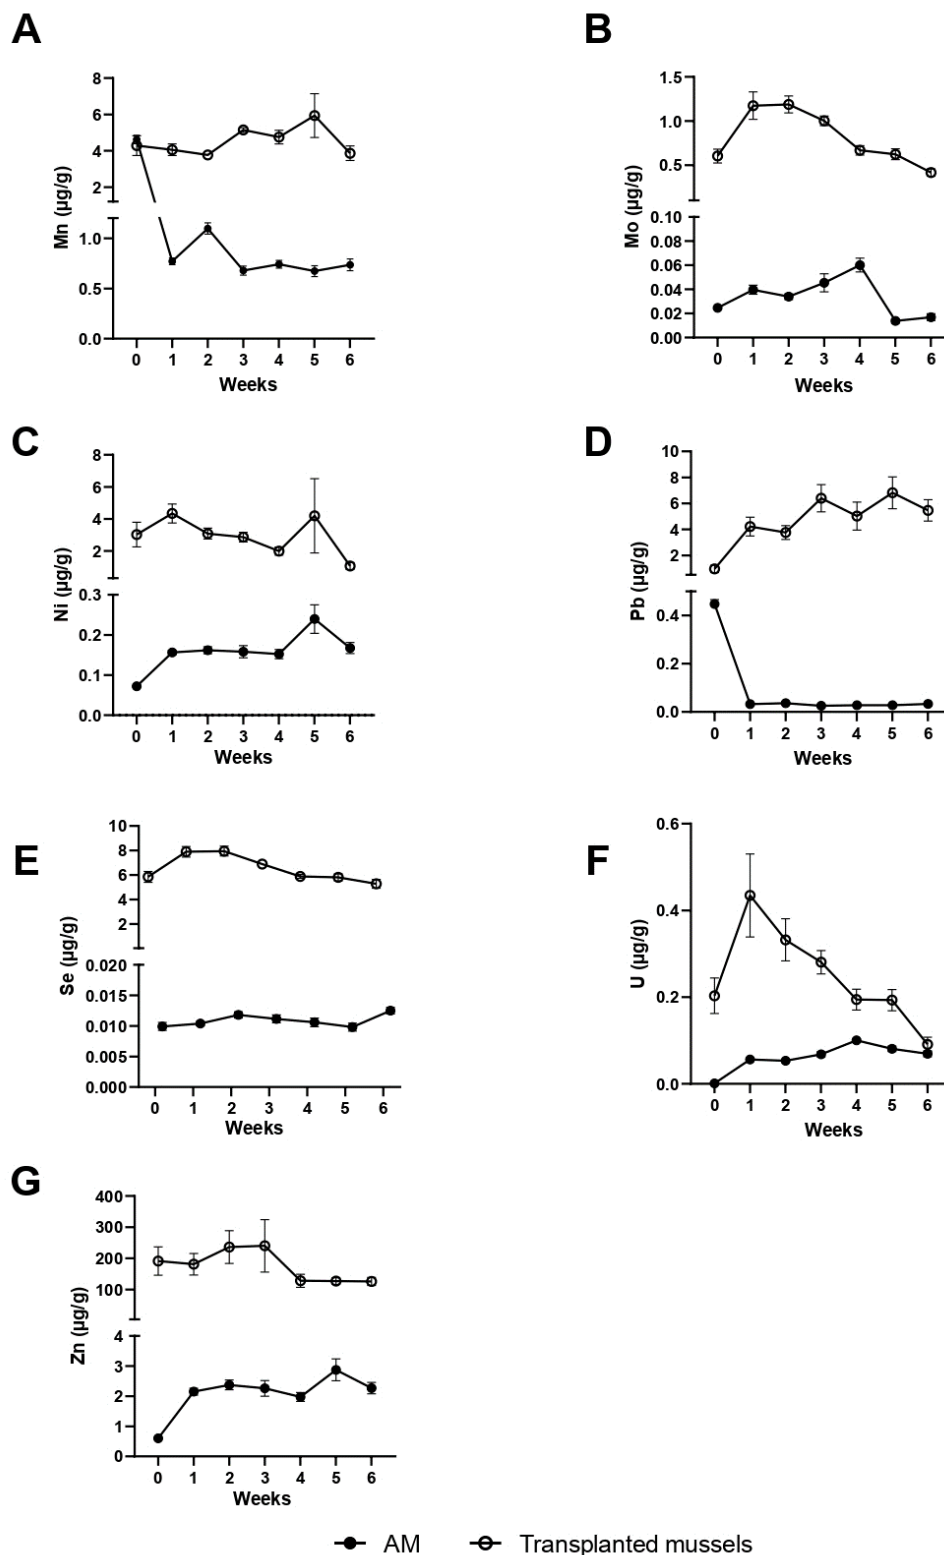 A
Mn (µg/g)
8
6
4
2
1.0
0.5
0.0
0 1 2 3 4 5 6
Weeks
B
Mo (µg/g)
1.5
1.0
0.5
0.10
0.08
0.06
0.04
0.02
0.00
0 1 2 3 4 5 6
Weeks
C
Ni (µg/g)
8
6
4
2
0.3
0.2
0.1
0.0
0 1 2 3 4 5 6
Weeks
D
Pb (µg/g)
10
8
6
4
2
0.4
0.2
0.0
0 1 2 3 4 5 6
Weeks
E
Se (µg/g)
10
8
6
4
2
0.020
0.015
0.010
0.005
0.000
0 1 2 3 4 5 6
Weeks
F
U (µg/g)
0.6
0.4
0.2
0.0
0 1 2 3 4 5 6
Weeks
G
Zn (µg/g)
400
300
200
100
4
3
2
1
0
0 1 2 3 4 5 6
Weeks
AM Transplanted mussels